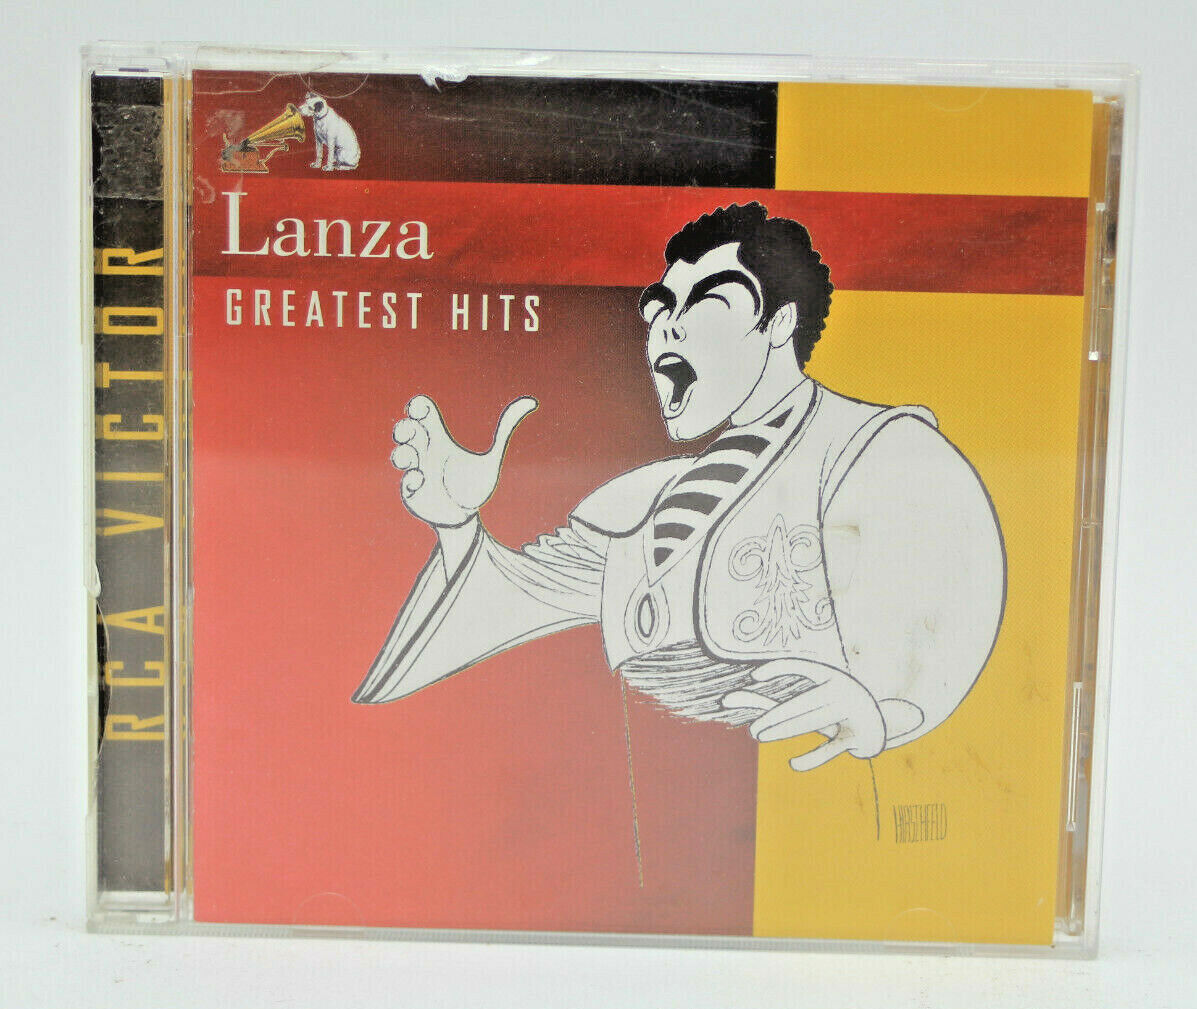 Lanza
GREATEST HITS
RCA VICTOR
HIRSCHFELD